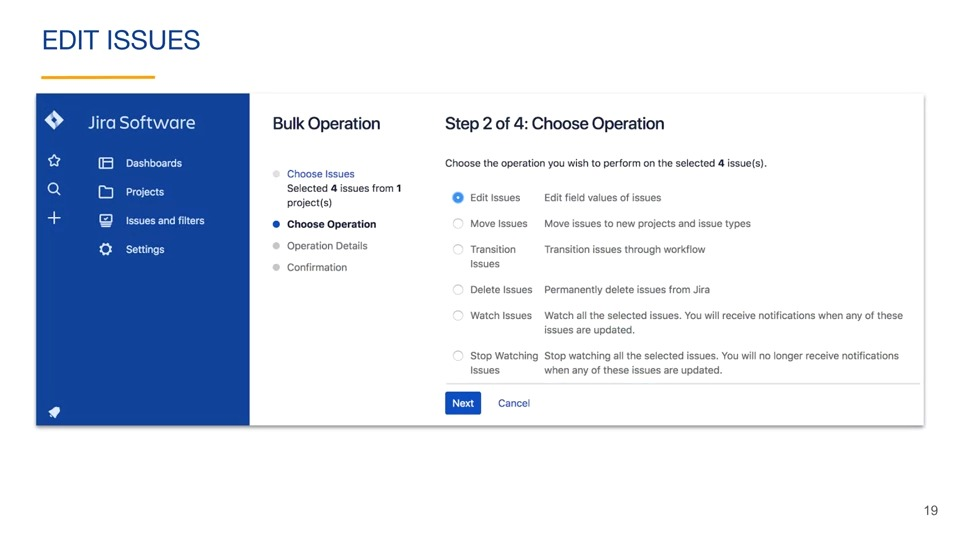 EDIT ISSUES
Jira Software
Dashboards
Projects
Issues and filters
Settings
Bulk Operation
Choose Issues
Selected 4 issues from 1
project(s)
Choose Operation
Operation Details
Confirmation
Step 2 of 4: Choose Operation
Choose the operation you wish to perform on the selected 4 issue(s).
Edit Issues Edit field values of issues
Move Issues Move issues to new projects and issue types
Transition Transition issues through workflow
Issues
Delete Issues Permanently delete issues from Jira
Watch Issues Watch all the selected issues. You will receive notifications when any of these
issues are updated.
Stop Watching Stop watching all the selected issues. You will no longer receive notifications
Issues when any of these issues are updated.
Next Cancel
19